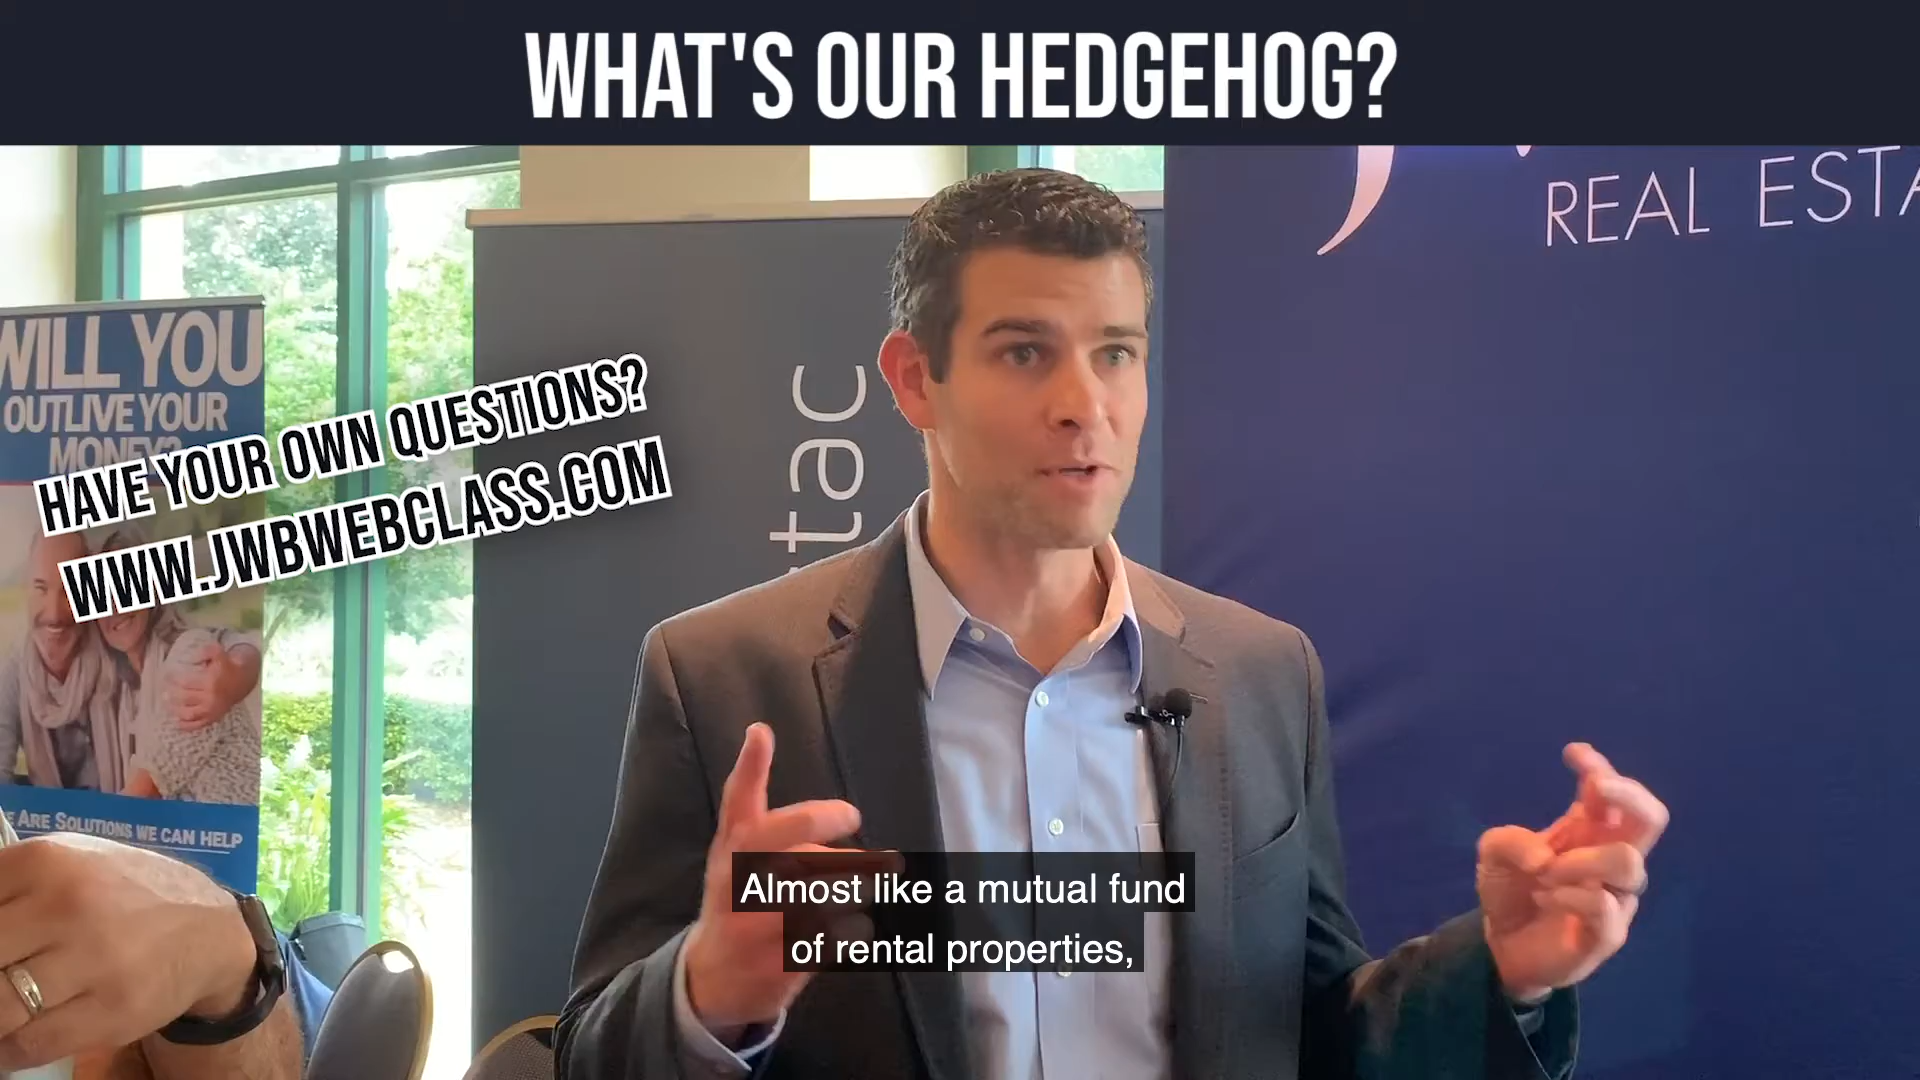 WHAT'S OUR HEDGEHOG?
REAL ESTA
WILL YOU
OUTLIVE YOUR
MONEY?
HAVE YOUR OWN QUESTIONS?
WWW.JWBWEBCLASS.COM
tac
E ARE SOLUTIONS WE CAN HELP
Almost like a mutual fund
of rental properties,